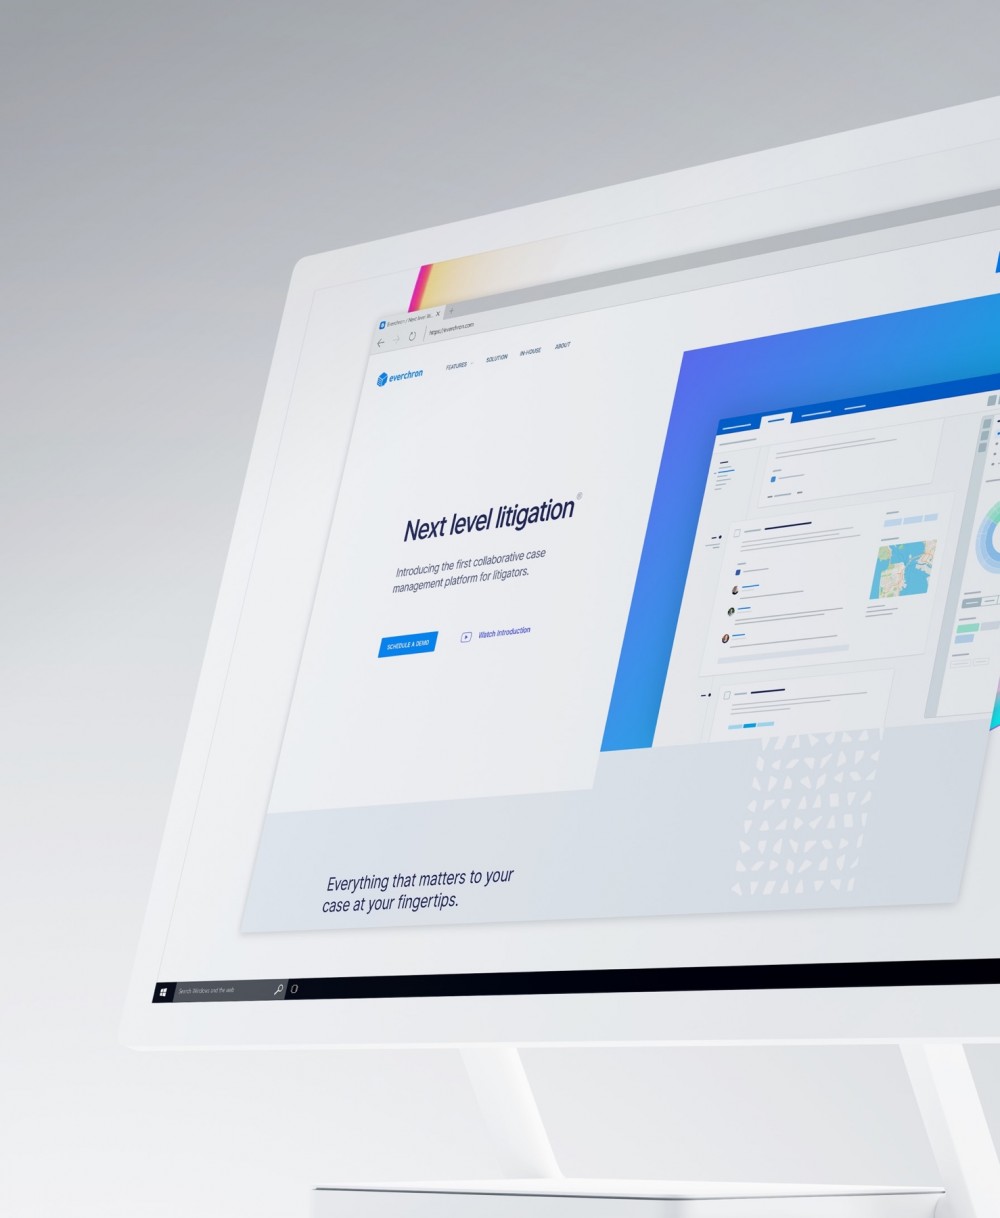 Everchron / Next level lit...
https://everchron.com
everchron
FEATURES
SOLUTION
IN-HOUSE
ABOUT
Next level litigation®
Introducing the first collaborative case
management platform for litigators.
SCHEDULE A DEMO
Watch Introduction
Everything that matters to your
case at your fingertips.
Search Windows and the web